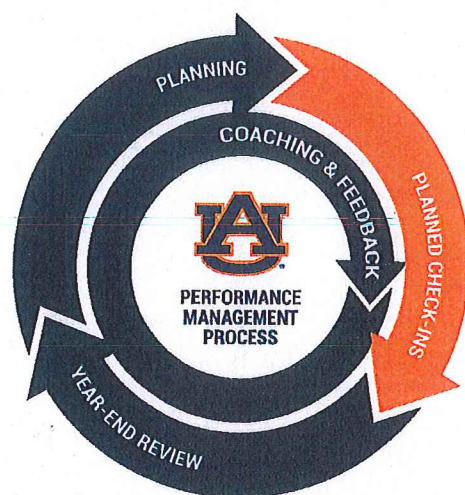 PLANNING
COACHING & FEEDBACK
PLANNED CHECK-INS
AU
PERFORMANCE
MANAGEMENT
PROCESS
YEAR-END REVIEW